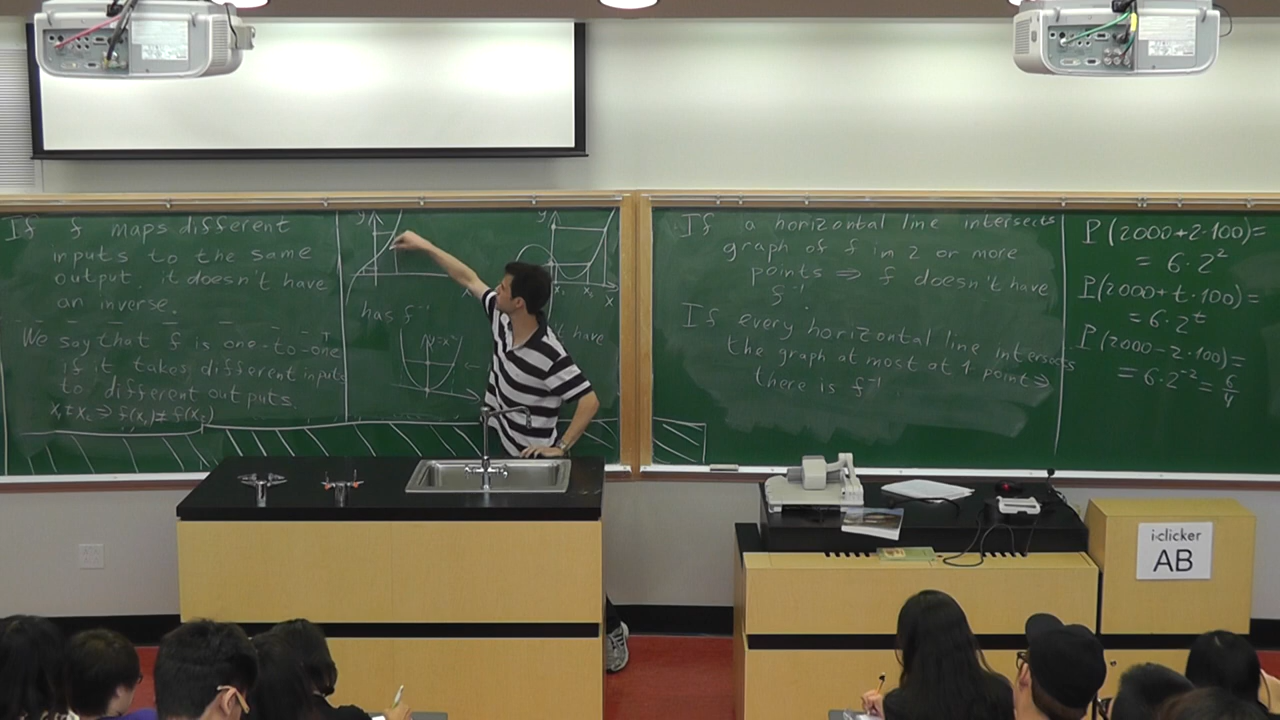 If f maps different
inputs to the same
output, it doesn't have
an inverse.
We say that f is one-to-one
if it takes different inputs
to different outputs.
x₁ ≠ x₂ ⇒ f(x₁) ≠ f(x₂)
y
has f⁻¹
y=x²
y
x₁ x₂ x
have
If a horizontal line intersects
graph of f in 2 or more
points ⇒ f doesn't have
f⁻¹.
If every horizontal line intersects
the graph at most at 1 point ⇒
there is f⁻¹
P(2000+2·100)=
= 6·2²
P(2000+t·100)=
= 6·2ᵗ
P(2000-2·100)=
= 6·2⁻² = 6/4
i·clicker
AB